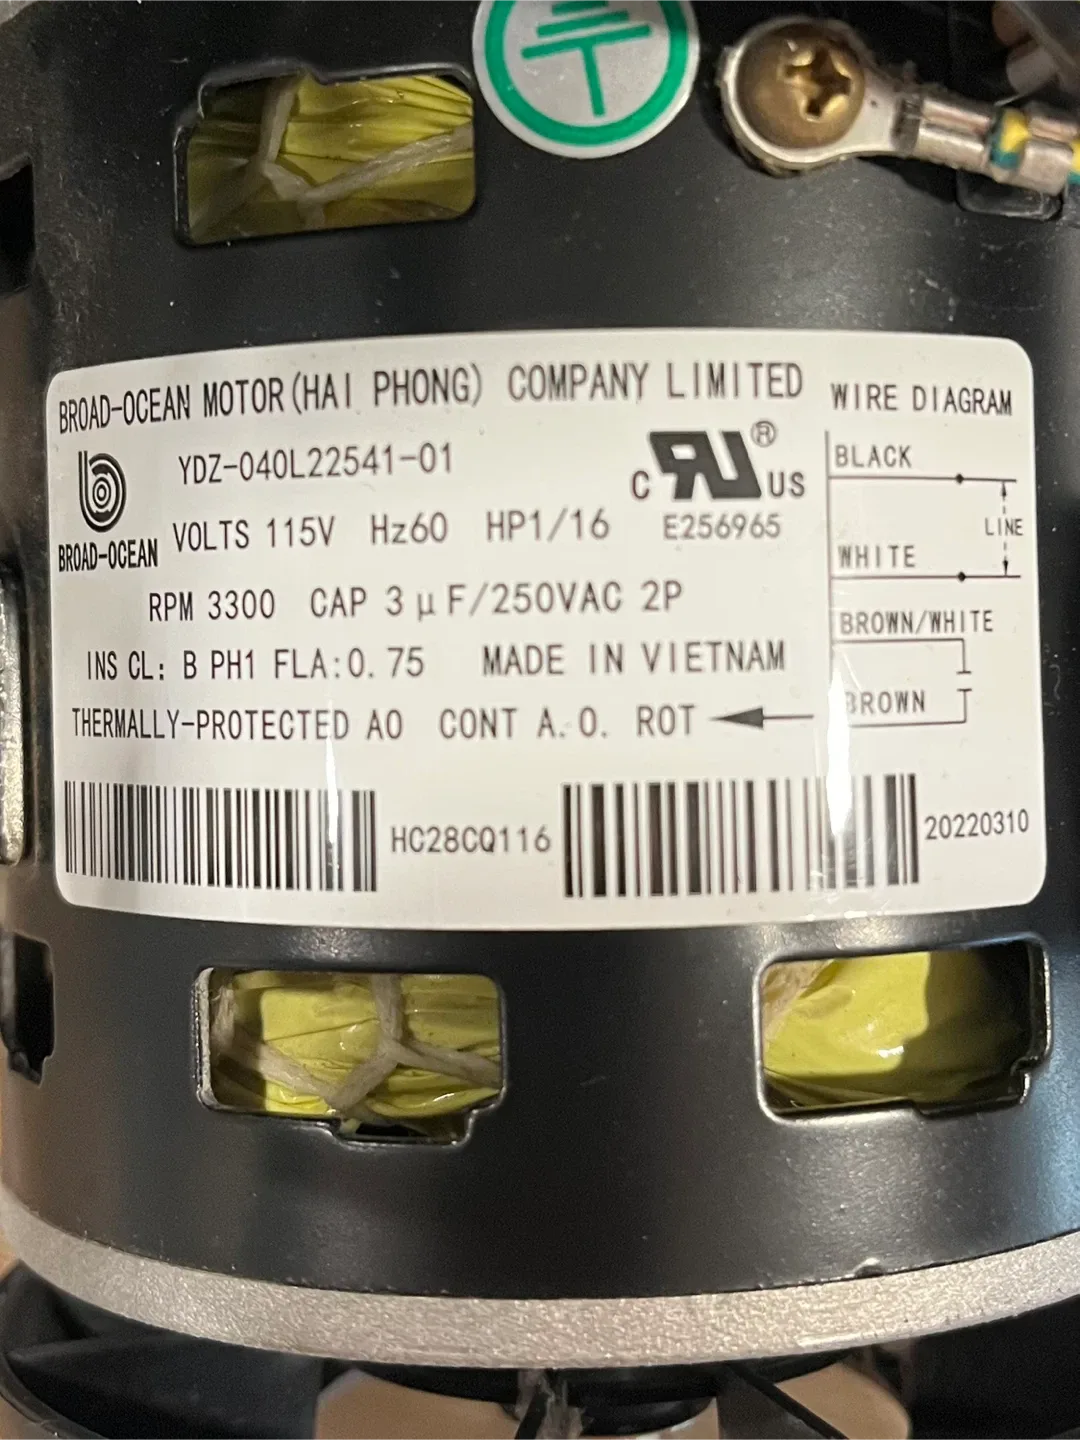 BROAD-OCEAN MOTOR(HAI PHONG) COMPANY LIMITED
YDZ-040L22541-01
C RU® US
E256965
BROAD-OCEAN
VOLTS 115V Hz60 HP1/16
RPM 3300 CAP 3μF/250VAC 2P
INS CL: B PH1 FLA:0.75 MADE IN VIETNAM
THERMALLY-PROTECTED AO CONT A.O. ROT
HC28CQ116
20220310
WIRE DIAGRAM
BLACK
LINE
WHITE
BROWN/WHITE
BROWN